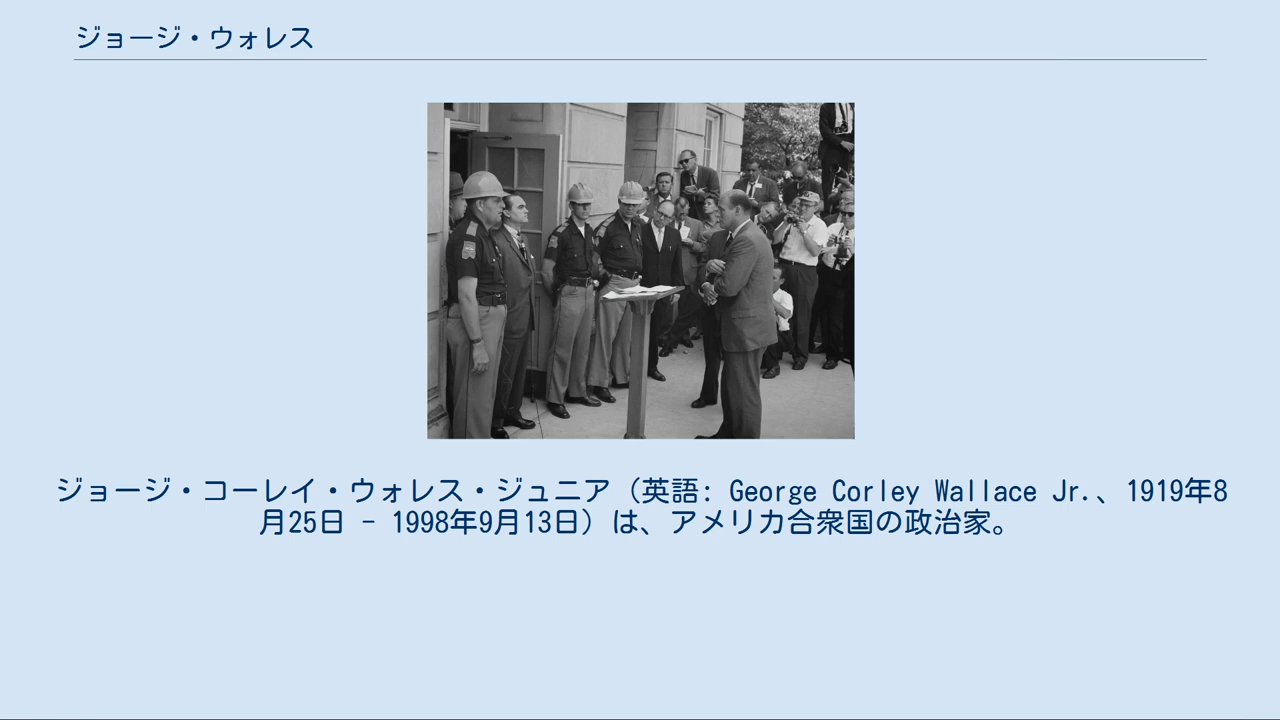 ジョージ・ウォレス
ジョージ・コーレイ・ウォレス・ジュニア（英語: George Corley Wallace Jr.、1919年8
月25日 - 1998年9月13日）は、アメリカ合衆国の政治家。